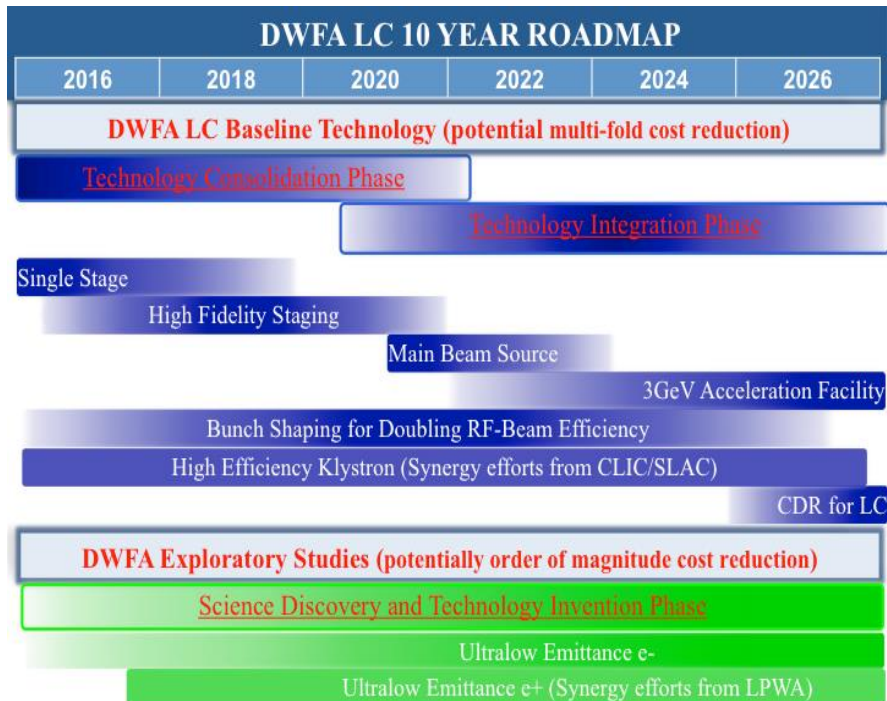 DWFA LC 10 YEAR ROADMAP
2016 2018 2020 2022 2024 2026
DWFA LC Baseline Technology (potential multi-fold cost reduction)
Technology Consolidation Phase
Technology Integration Phase
Single Stage
High Fidelity Staging
Main Beam Source
3GeV Acceleration Facility
Bunch Shaping for Doubling RF-Beam Efficiency
High Efficiency Klystron (Synergy efforts from CLIC/SLAC)
CDR for LC
DWFA Exploratory Studies (potentially order of magnitude cost reduction)
Science Discovery and Technology Invention Phase
Ultralow Emittance e-
Ultralow Emittance e+ (Synergy efforts from LPWA)